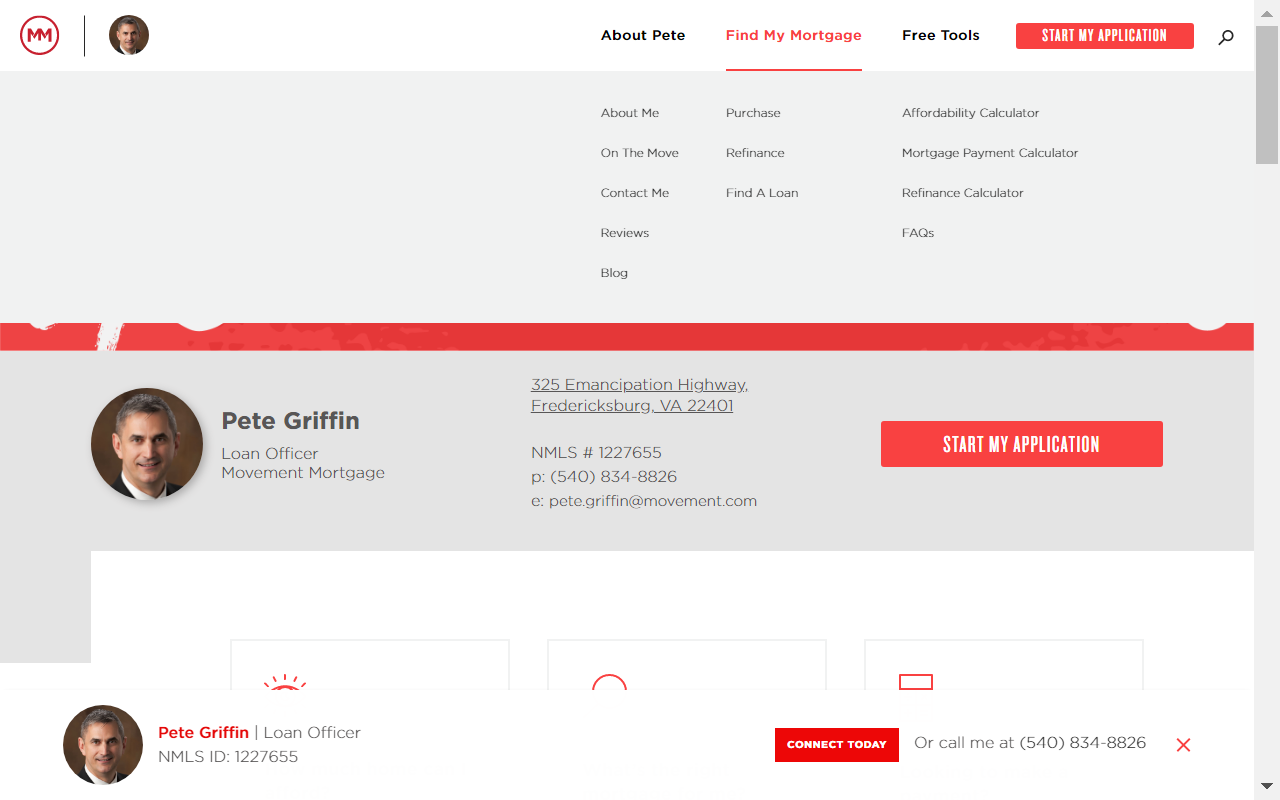 MM
About Pete
Find My Mortgage
Free Tools
START MY APPLICATION
About Me
On The Move
Contact Me
Reviews
Blog
Purchase
Refinance
Find A Loan
Affordability Calculator
Mortgage Payment Calculator
Refinance Calculator
FAQs
Pete Griffin
Loan Officer
Movement Mortgage
325 Emancipation Highway,
Fredericksburg, VA 22401
NMLS # 1227655
p: (540) 834-8826
e: pete.griffin@movement.com
START MY APPLICATION
Pete Griffin | Loan Officer
NMLS ID: 1227655
CONNECT TODAY
Or call me at (540) 834-8826